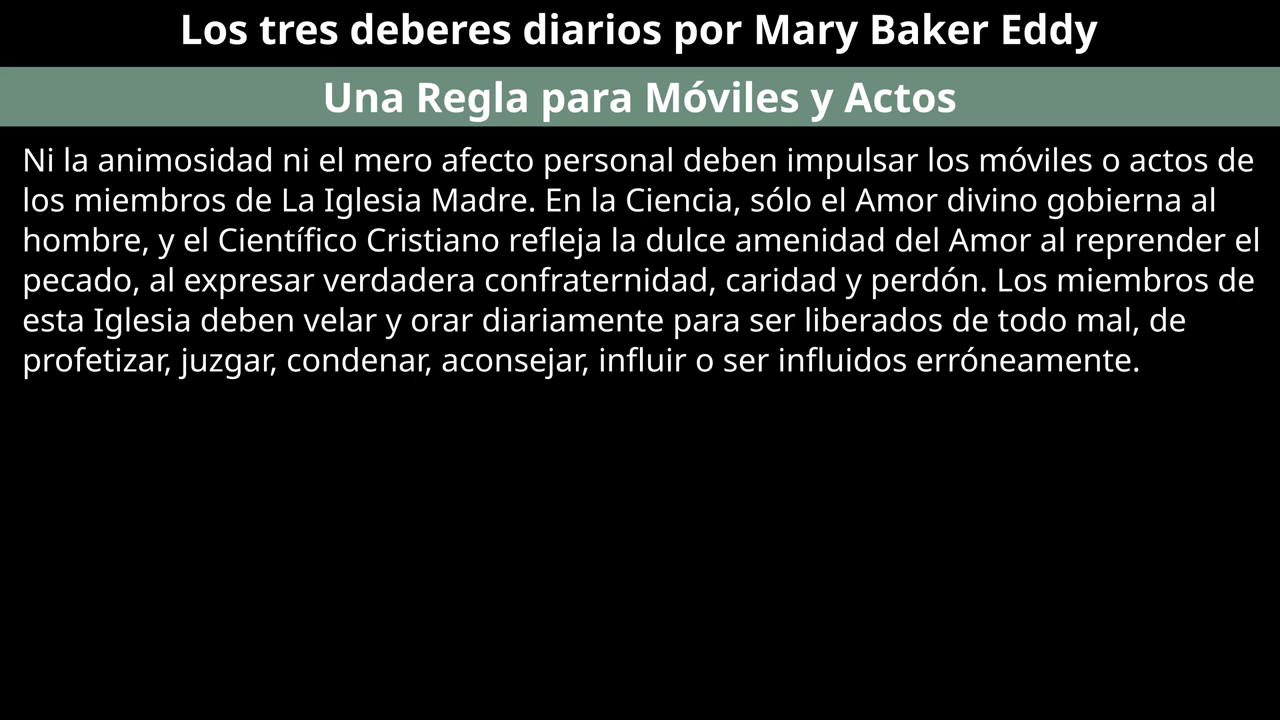 Los tres deberes diarios por Mary Baker Eddy
Una Regla para Móviles y Actos
Ni la animosidad ni el mero afecto personal deben impulsar los móviles o actos de
los miembros de La Iglesia Madre. En la Ciencia, sólo el Amor divino gobierna al
hombre, y el Científico Cristiano refleja la dulce amenidad del Amor al reprender el
pecado, al expresar verdadera confraternidad, caridad y perdón. Los miembros de
esta Iglesia deben velar y orar diariamente para ser liberados de todo mal, de
profetizar, juzgar, condenar, aconsejar, influir o ser influidos erróneamente.